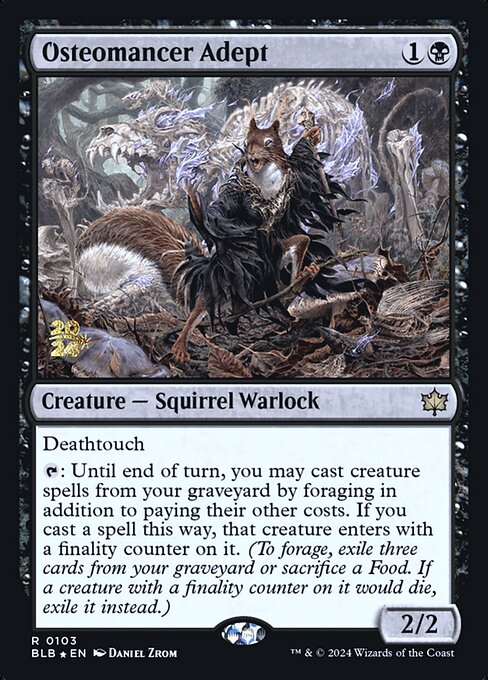 Osteomancer Adept 1
2024
Creature — Squirrel Warlock
Deathtouch
: Until end of turn, you may cast creature
spells from your graveyard by foraging in
addition to paying their other costs. If you
cast a spell this way, that creature enters with
a finality counter on it. (To forage, exile three
cards from your graveyard or sacrifice a Food. If
a creature with a finality counter on it would die,
exile it instead.)
2/2
R 0103
BLB ★ EN Daniel Zrom
™ & © 2024 Wizards of the Coast